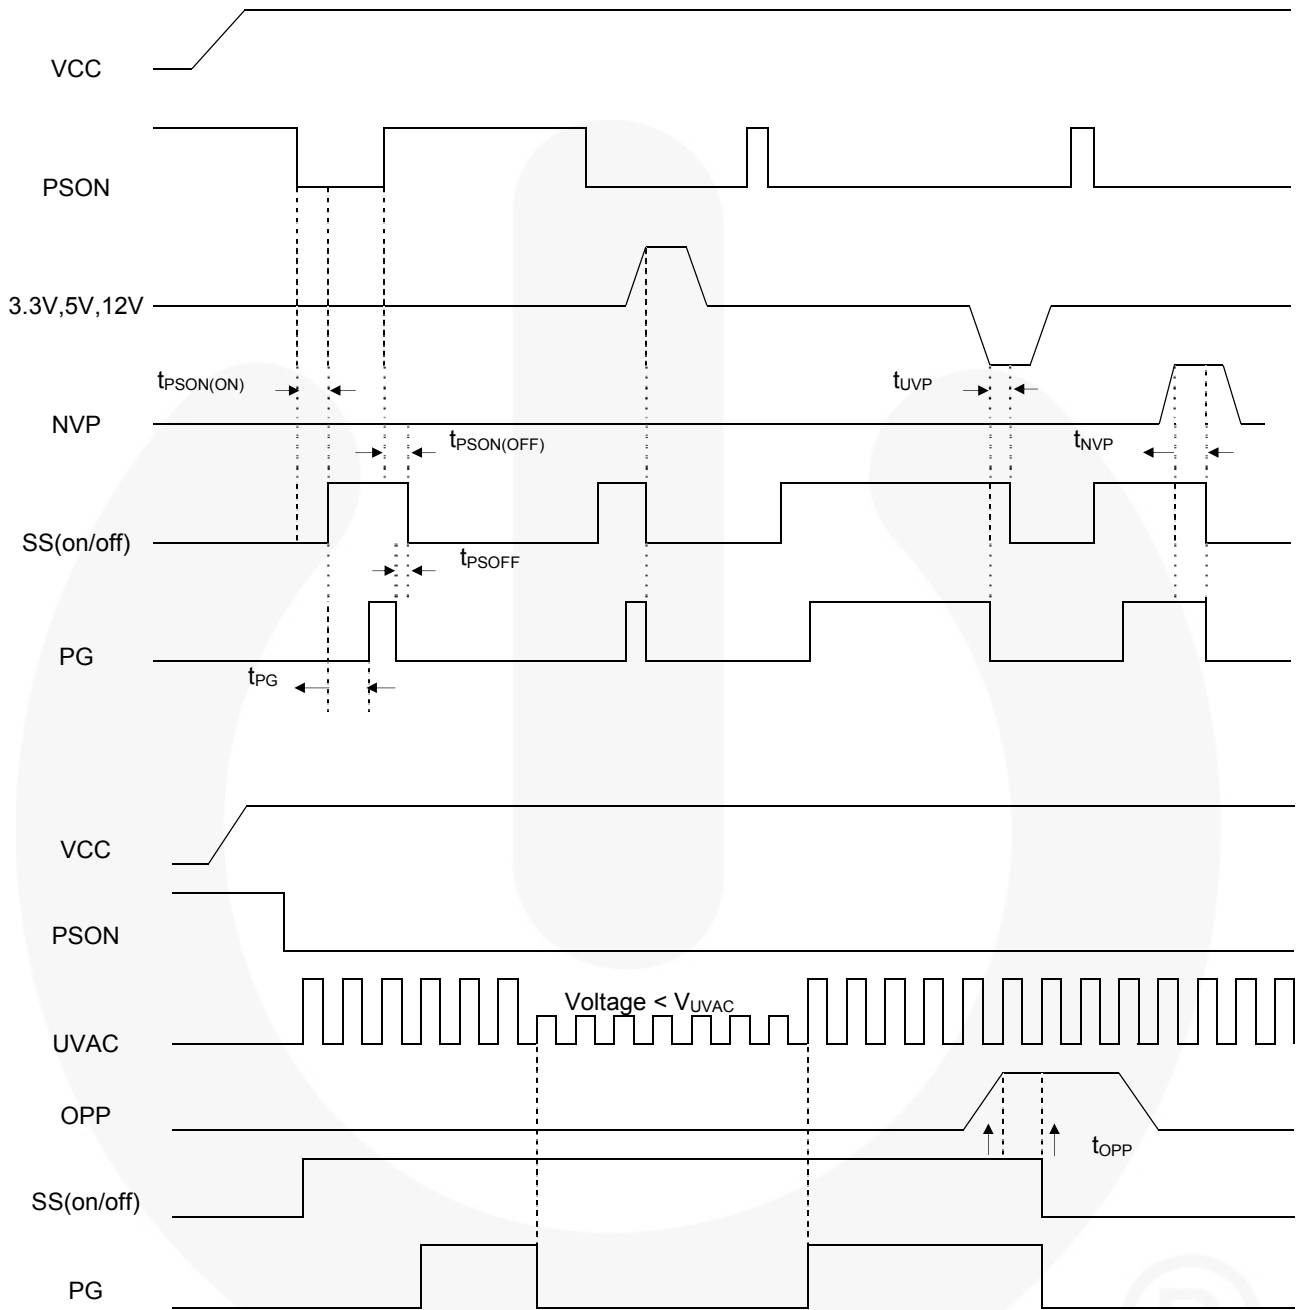 VCC
PSON
3.3V,5V,12V
tPSON(ON)
tUVP
NVP
tPSON(OFF)
tNVP
SS(on/off)
tPSOFF
PG
tPG
VCC
PSON
Voltage < VUVAC
UVAC
OPP
tOPP
SS(on/off)
PG
®